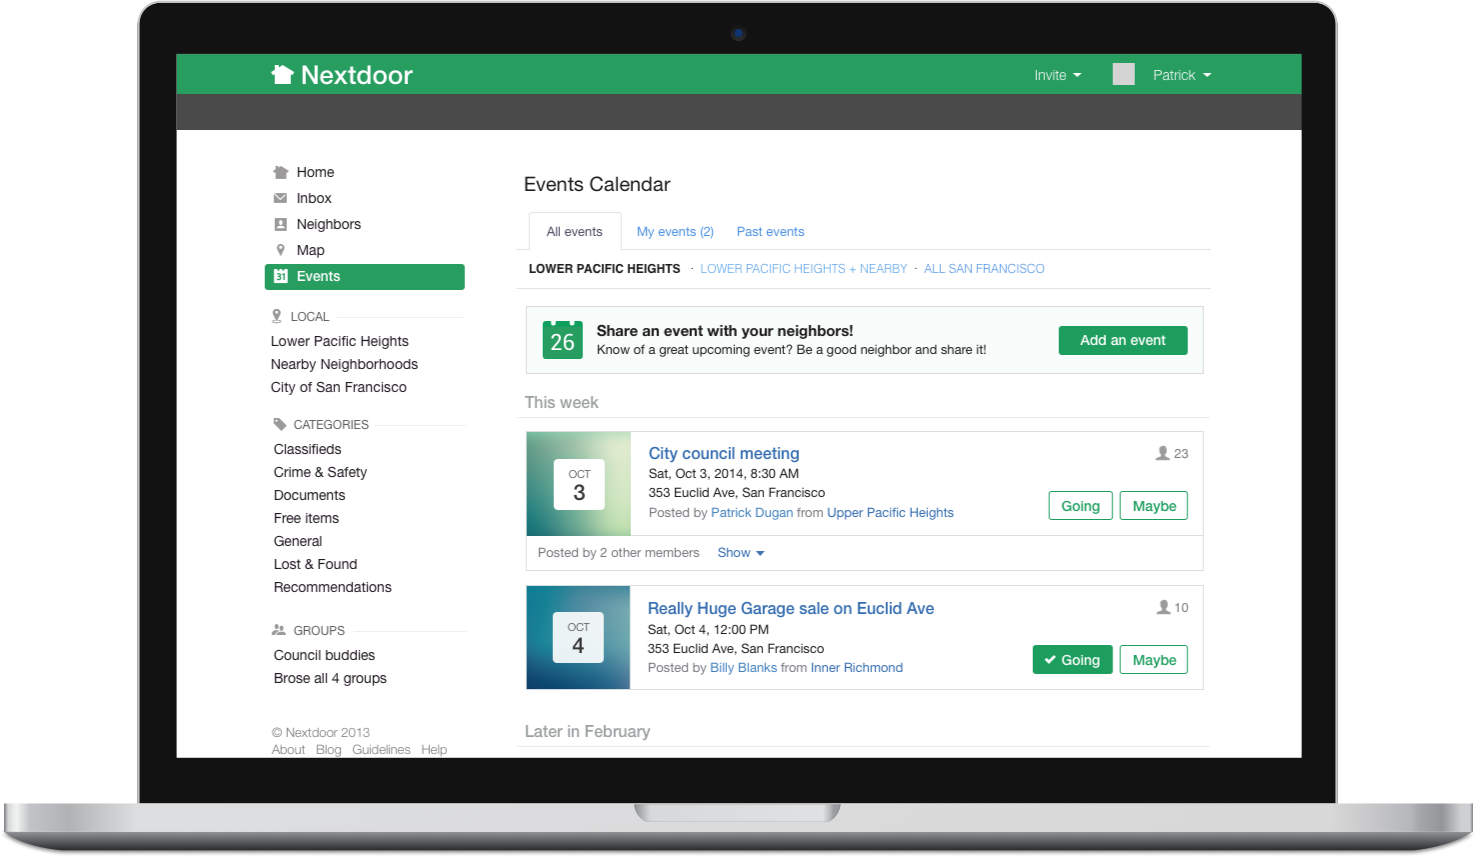 Nextdoor
Invite
Patrick
Home
Inbox
Neighbors
Map
31 Events
LOCAL
Lower Pacific Heights
Nearby Neighborhoods
City of San Francisco
CATEGORIES
Classifieds
Crime & Safety
Documents
Free items
General
Lost & Found
Recommendations
GROUPS
Council buddies
Brose all 4 groups
© Nextdoor 2013
About Blog Guidelines Help
Events Calendar
All events My events (2) Past events
LOWER PACIFIC HEIGHTS · LOWER PACIFIC HEIGHTS + NEARBY · ALL SAN FRANCISCO
26
Share an event with your neighbors!
Know of a great upcoming event? Be a good neighbor and share it!
Add an event
This week
OCT
3
City council meeting
Sat, Oct 3, 2014, 8:30 AM
353 Euclid Ave, San Francisco
Posted by Patrick Dugan from Upper Pacific Heights
23
Going Maybe
Posted by 2 other members Show
OCT
4
Really Huge Garage sale on Euclid Ave
Sat, Oct 4, 12:00 PM
353 Euclid Ave, San Francisco
Posted by Billy Blanks from Inner Richmond
10
Going Maybe
Later in February